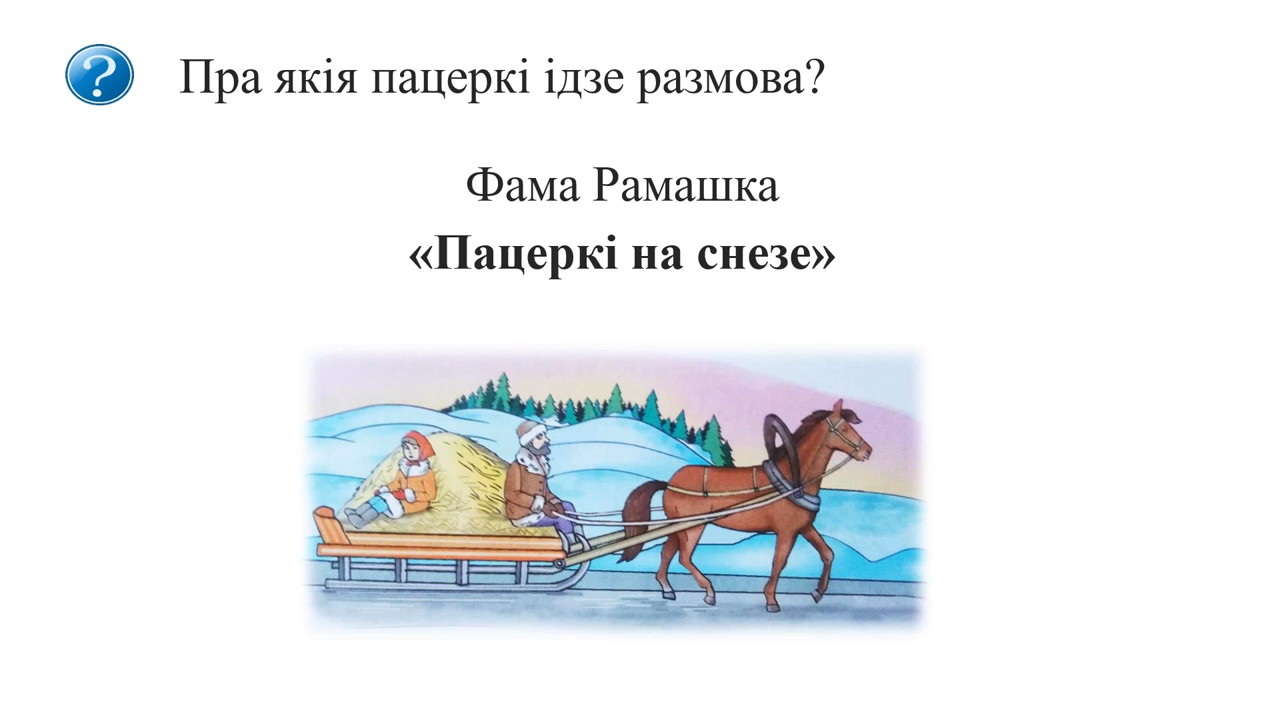 ?
Пра якія пацеркі ідзе размова?
Фама Рамашка
«Пацеркі на снезе»